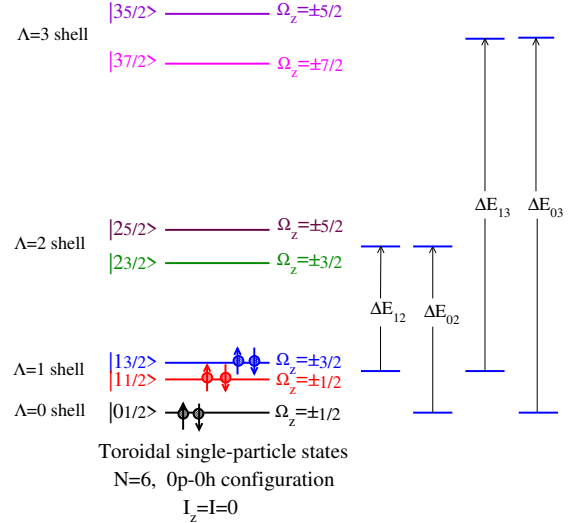 |35/2> Ω_z=±5/2
Λ=3 shell
|37/2> Ω_z=±7/2
ΔE_13 ΔE_03
|25/2> Ω_z=±5/2
Λ=2 shell
|23/2> Ω_z=±3/2
ΔE_12 ΔE_02
|13/2> Ω_z=±3/2
Λ=1 shell
|11/2> Ω_z=±1/2
Λ=0 shell |01/2> Ω_z=±1/2
Toroidal single-particle states
N=6, 0p-0h configuration
I_z=I=0